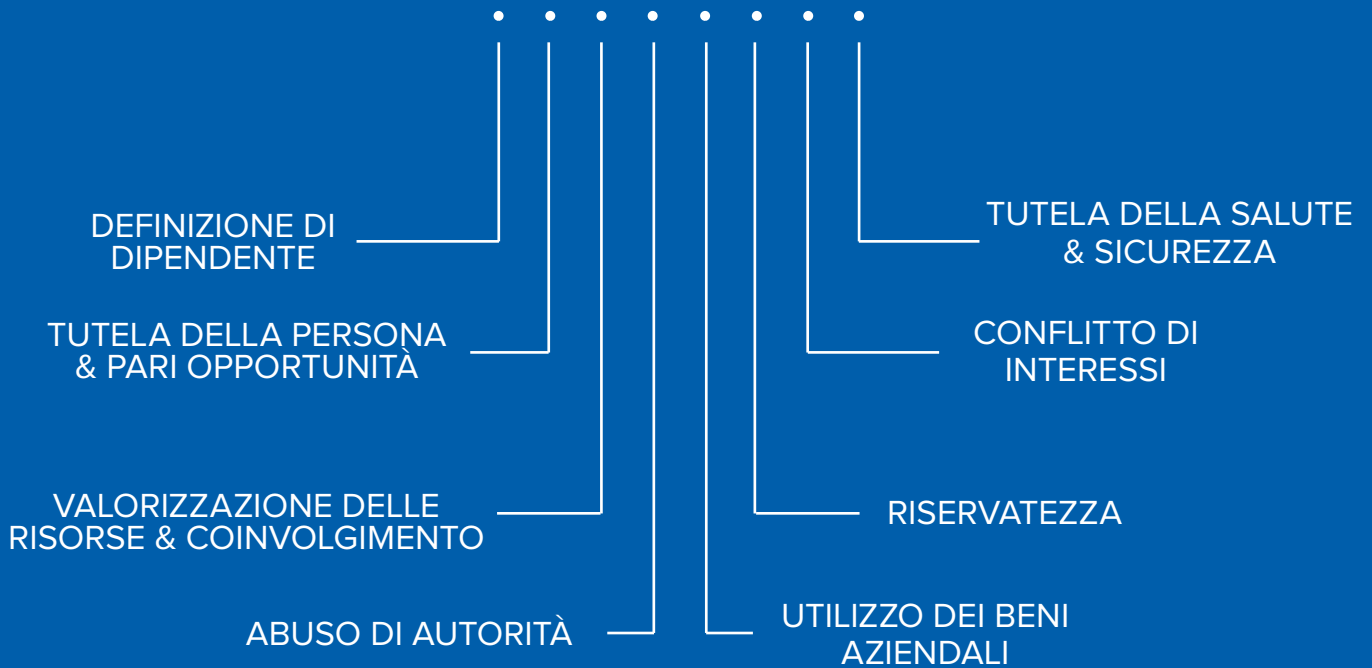 DEFINIZIONE DI
DIPENDENTE
TUTELA DELLA PERSONA
& PARI OPPORTUNITÀ
VALORIZZAZIONE DELLE
RISORSE & COINVOLGIMENTO
ABUSO DI AUTORITÀ
UTILIZZO DEI BENI
AZIENDALI
RISERVATEZZA
CONFLITTO DI
INTERESSI
TUTELA DELLA SALUTE
& SICUREZZA